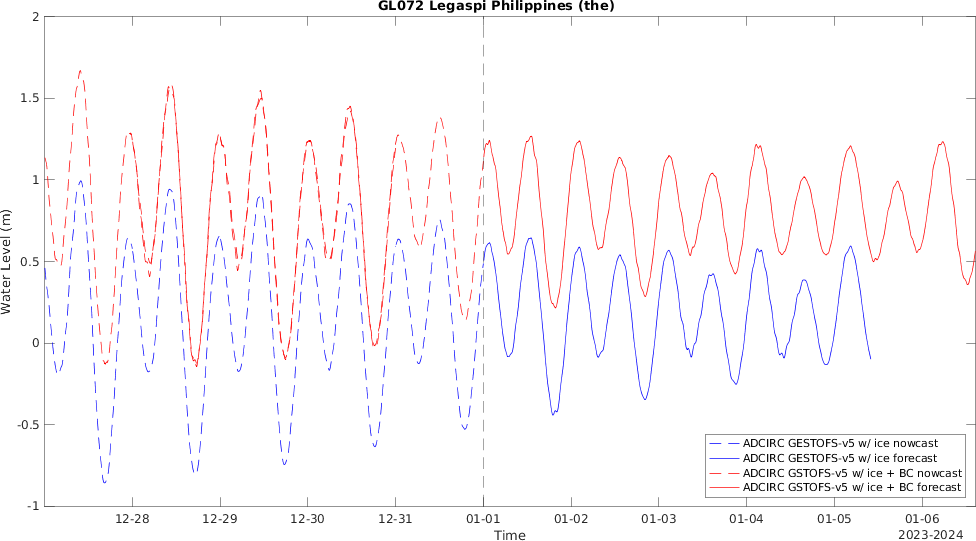 GL072 Legaspi Philippines (the)
2
1.5
1
0.5
0
-0.5
-1
Water Level (m)
12-28
12-29
12-30
12-31
01-01
01-02
01-03
01-04
01-05
01-06
Time
2023-2024
ADCIRC GESTOFS-v5 w/ ice nowcast
ADCIRC GESTOFS-v5 w/ ice forecast
ADCIRC GSTOFS-v5 w/ ice + BC nowcast
ADCIRC GSTOFS-v5 w/ ice + BC forecast